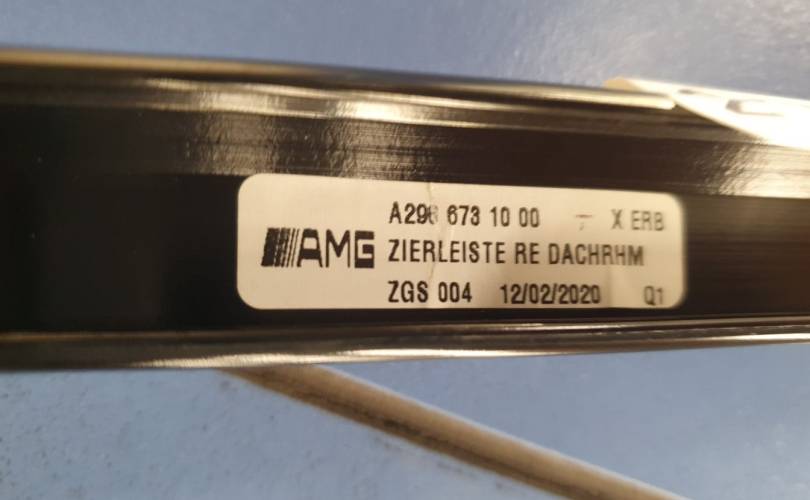 AMG
673 10 00 X ERB
ZIERLEISTE RE DACHRHM
ZGS 004 12/02/2020 Q1